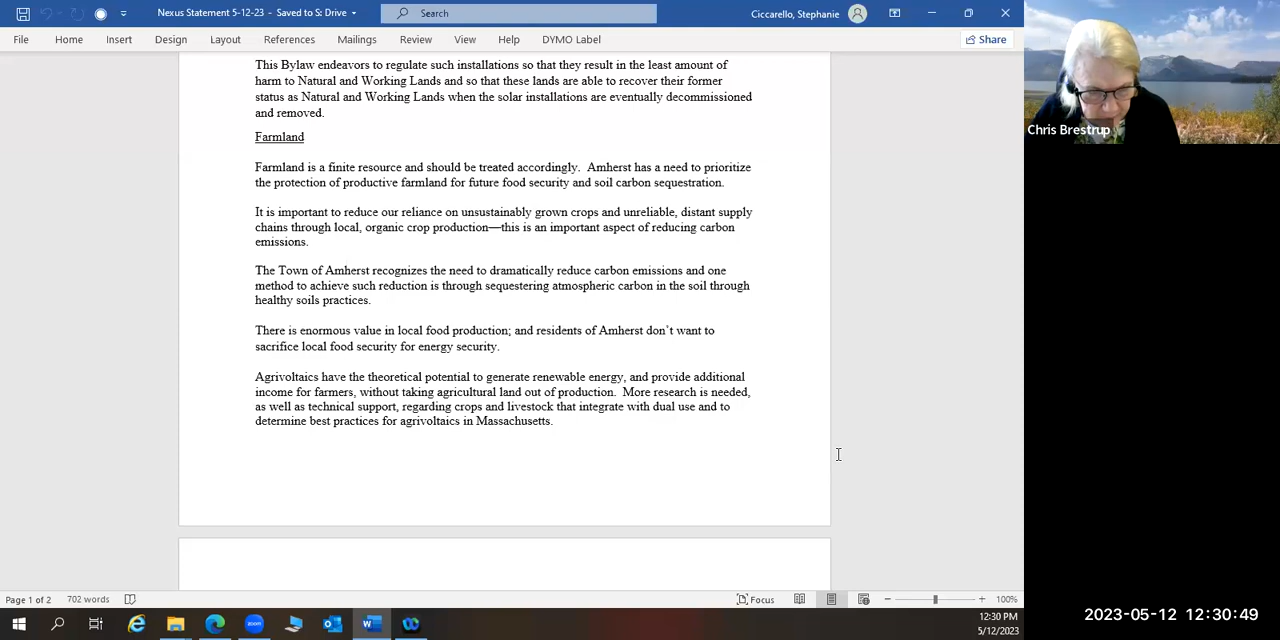 Nexus Statement 5-12-23 - Saved to S: Drive
Search
Ciccarello, Stephanie
File Home Insert Design Layout References Mailings Review View Help DYMO Label Share
This Bylaw endeavors to regulate such installations so that they result in the least amount of
harm to Natural and Working Lands and so that these lands are able to recover their former
status as Natural and Working Lands when the solar installations are eventually decommissioned
and removed.
Farmland
Farmland is a finite resource and should be treated accordingly. Amherst has a need to prioritize
the protection of productive farmland for future food security and soil carbon sequestration.
It is important to reduce our reliance on unsustainably grown crops and unreliable, distant supply
chains through local, organic crop production—this is an important aspect of reducing carbon
emissions.
The Town of Amherst recognizes the need to dramatically reduce carbon emissions and one
method to achieve such reduction is through sequestering atmospheric carbon in the soil through
healthy soils practices.
There is enormous value in local food production; and residents of Amherst don't want to
sacrifice local food security for energy security.
Agrivoltaics have the theoretical potential to generate renewable energy, and provide additional
income for farmers, without taking agricultural land out of production. More research is needed,
as well as technical support, regarding crops and livestock that integrate with dual use and to
determine best practices for agrivoltaics in Massachusetts.
Page 1 of 2 702 words Focus 100%
zoom
12:30 PM
5/12/2023
Chris Brestrup
2023-05-12 12:30:49